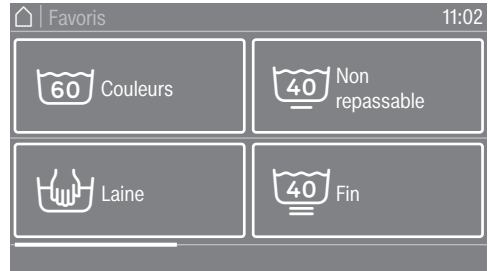 Favoris 11:02
60 Couleurs
40 Non
repassable
Laine
40 Fin